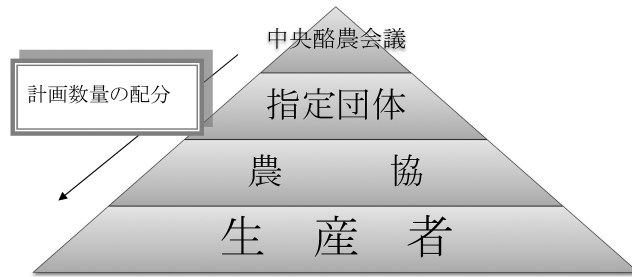 中央酪農会議
計画数量の配分
指定団体
農　　　協
生　産　者